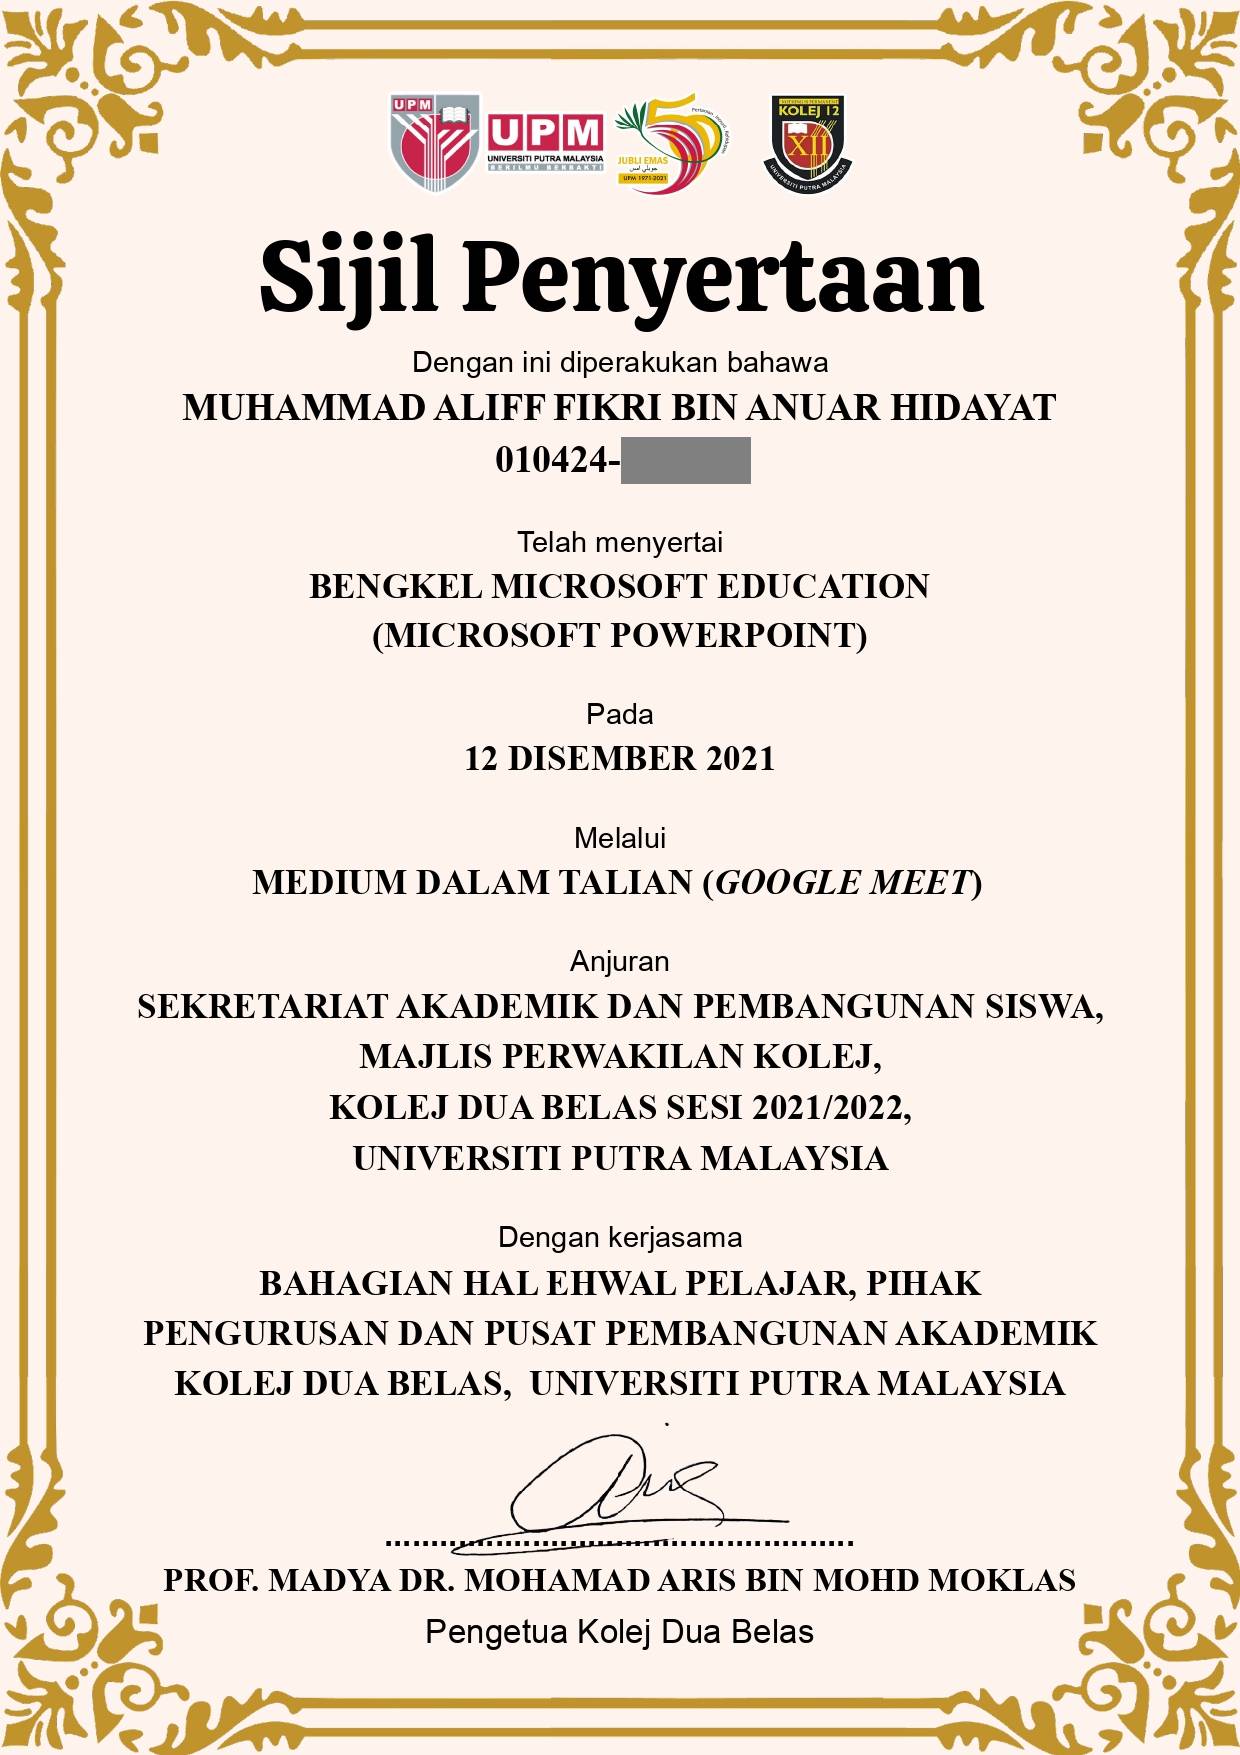 UPM
UPM
UNIVERSITI PUTRA MALAYSIA
BERILMU BERBAKTI
JUBLI EMAS
جوبلي امس
UPM 1971-2021
KOLEJ 12
XII
UNIVERSITI PUTRA MALAYSIA
Sijil Penyertaan
Dengan ini diperakukan bahawa
MUHAMMAD ALIFF FIKRI BIN ANUAR HIDAYAT
010424-
Telah menyertai
BENGKEL MICROSOFT EDUCATION
(MICROSOFT POWERPOINT)
Pada
12 DISEMBER 2021
Melalui
MEDIUM DALAM TALIAN (GOOGLE MEET)
Anjuran
SEKRETARIAT AKADEMIK DAN PEMBANGUNAN SISWA,
MAJLIS PERWAKILAN KOLEJ,
KOLEJ DUA BELAS SESI 2021/2022,
UNIVERSITI PUTRA MALAYSIA
Dengan kerjasama
BAHAGIAN HAL EHWAL PELAJAR, PIHAK
PENGURUSAN DAN PUSAT PEMBANGUNAN AKADEMIK
KOLEJ DUA BELAS, UNIVERSITI PUTRA MALAYSIA
PROF. MADYA DR. MOHAMAD ARIS BIN MOHD MOKLAS
Pengetua Kolej Dua Belas